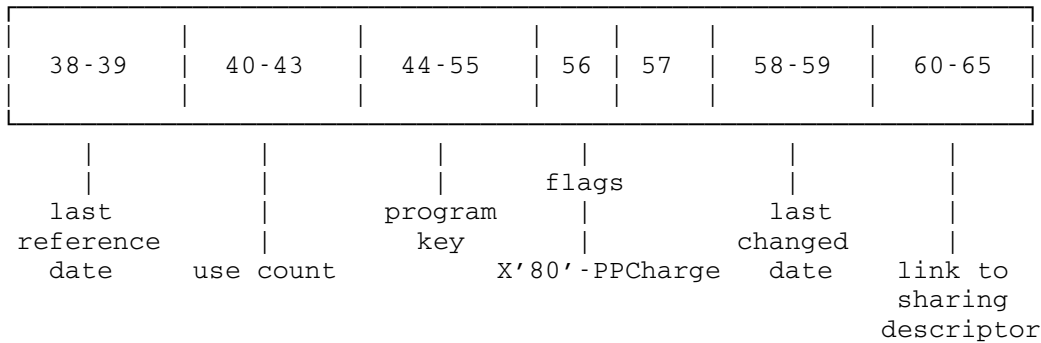 38-39 40-43 44-55 56 57 58-59 60-65
flags
last program last
reference key changed
date use count X'80'-PPCharge date link to
sharing
descriptor